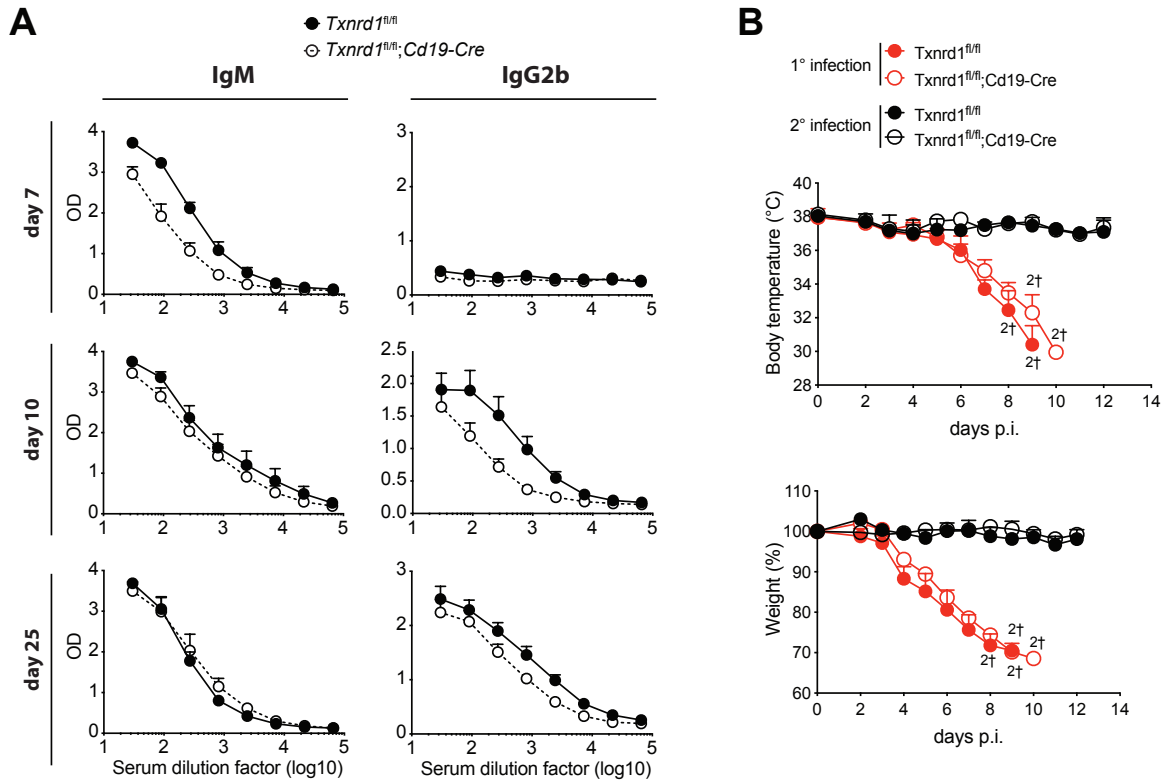 A
Txnrd1fl/fl
Txnrd1fl/fl;Cd19-Cre
IgM
IgG2b
day 7
OD
4
3
2
1
0
1 2 3 4 5
3
2
1
0
1 2 3 4 5
day 10
OD
4
3
2
1
0
1 2 3 4 5
2.5
2.0
1.5
1.0
0.5
0.0
1 2 3 4 5
day 25
OD
4
3
2
1
0
1 2 3 4 5
Serum dilution factor (log10)
3
2
1
0
1 2 3 4 5
Serum dilution factor (log10)
B
1° infection
Txnrd1fl/fl
Txnrd1fl/fl;Cd19-Cre
2° infection
Txnrd1fl/fl
Txnrd1fl/fl;Cd19-Cre
Body temperature (°C)
40
38
36
34
32
30
28
2†
2†
2†
2†
0 2 4 6 8 10 12 14
days p.i.
Weight (%)
110
100
90
80
70
60
2†
2†
2†
2†
0 2 4 6 8 10 12 14
days p.i.